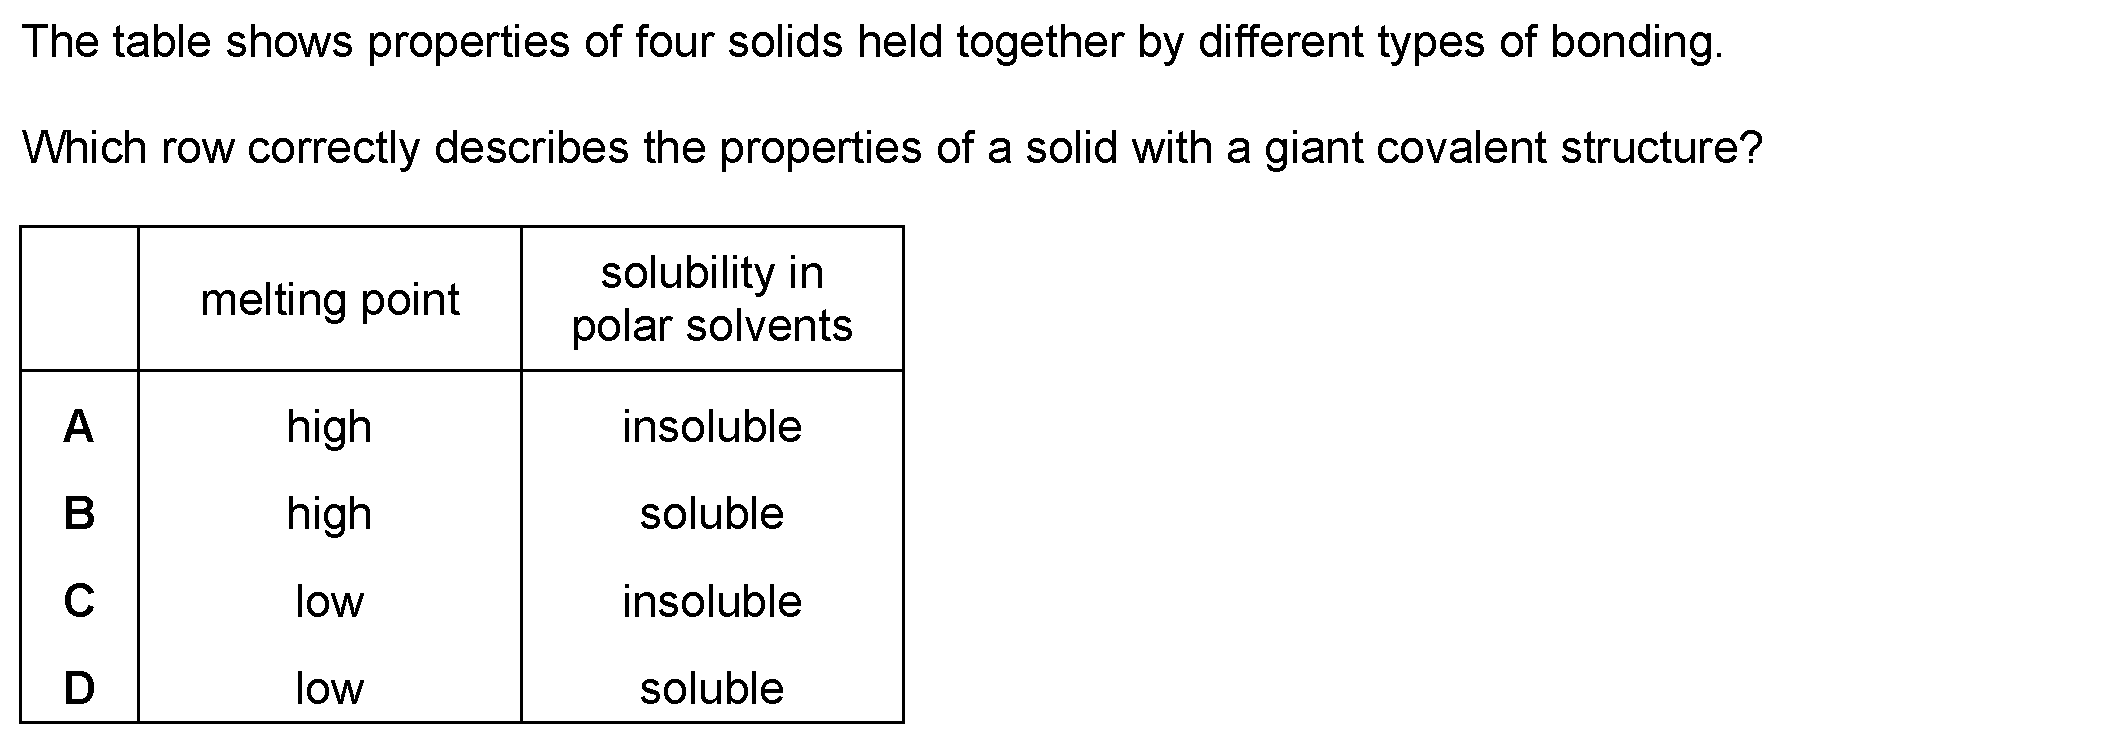 The table shows properties of four solids held together by different types of bonding.
Which row correctly describes the properties of a solid with a giant covalent structure?
melting point
solubility in
polar solvents
A high insoluble
B high soluble
C low insoluble
D low soluble